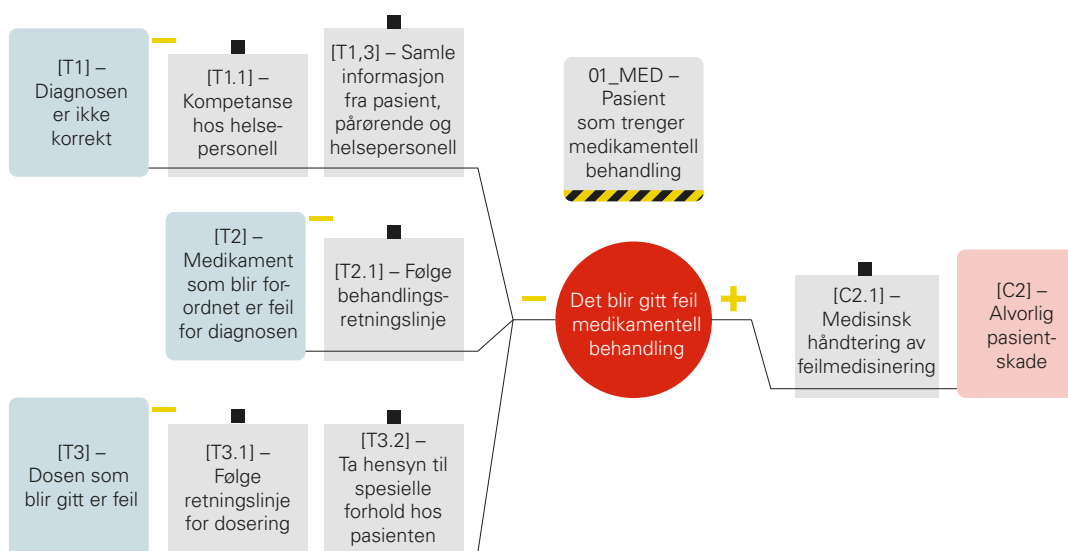 [T1] –
Diagnosen
er ikke
korrekt
[T1.1] –
Kompetanse
hos helse-
personell
[T1,3] – Samle
informasjon
fra pasient,
pårørende og
helsepersonell
01_MED –
Pasient
som trenger
medikamentell
behandling
[T2] –
Medikament
som blir for-
ordnet er feil
for diagnosen
[T2.1] – Følge
behandlings-
retningslinje
Det blir gitt feil
medikamentell
behandling
[C2.1] –
Medisinsk
håndtering av
feilmedisinering
[C2] –
Alvorlig
pasient-
skade
[T3] –
Dosen som
blir gitt er feil
[T3.1] –
Følge
retningslinje
for dosering
[T3.2] –
Ta hensyn til
spesielle
forhold hos
pasienten